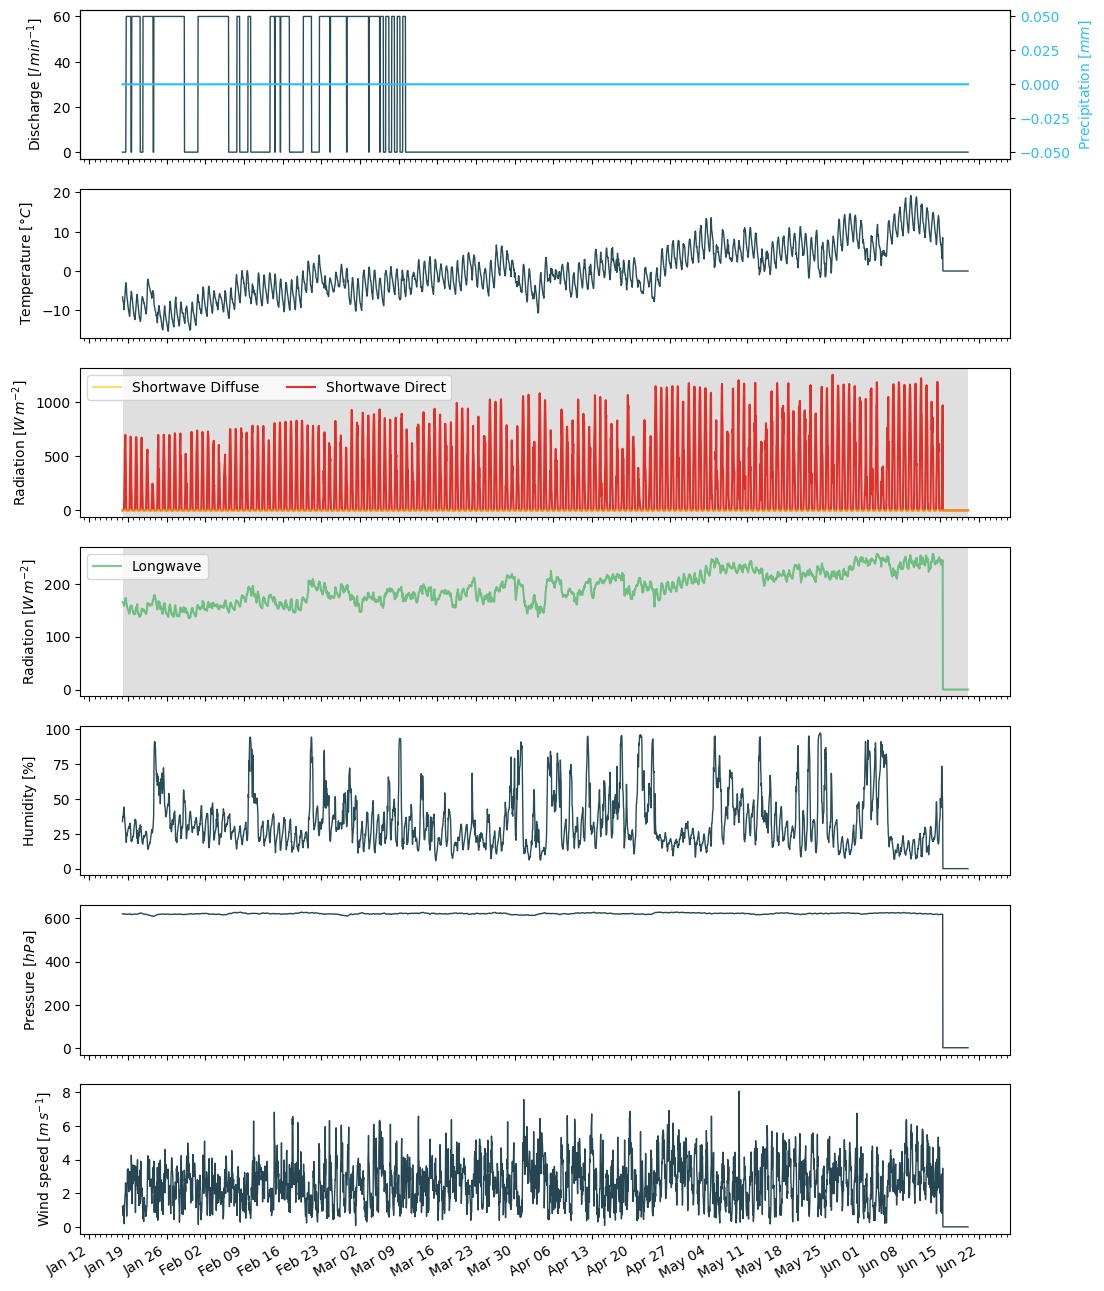 Discharge [l min⁻¹]
60
40
20
0
0.050
0.025
0.000
−0.025
−0.050
Precipitation [mm]
Temperature [°C]
20
10
0
−10
Radiation [W m⁻²]
1000
500
0
Shortwave Diffuse
Shortwave Direct
Radiation [W m⁻²]
200
100
0
Longwave
Humidity [%]
100
75
50
25
0
Pressure [hPa]
600
400
200
0
Wind speed [m s⁻¹]
8
6
4
2
0
Jan 12
Jan 19
Jan 26
Feb 02
Feb 09
Feb 16
Feb 23
Mar 02
Mar 09
Mar 16
Mar 23
Mar 30
Apr 06
Apr 13
Apr 20
Apr 27
May 04
May 11
May 18
May 25
Jun 01
Jun 08
Jun 15
Jun 22